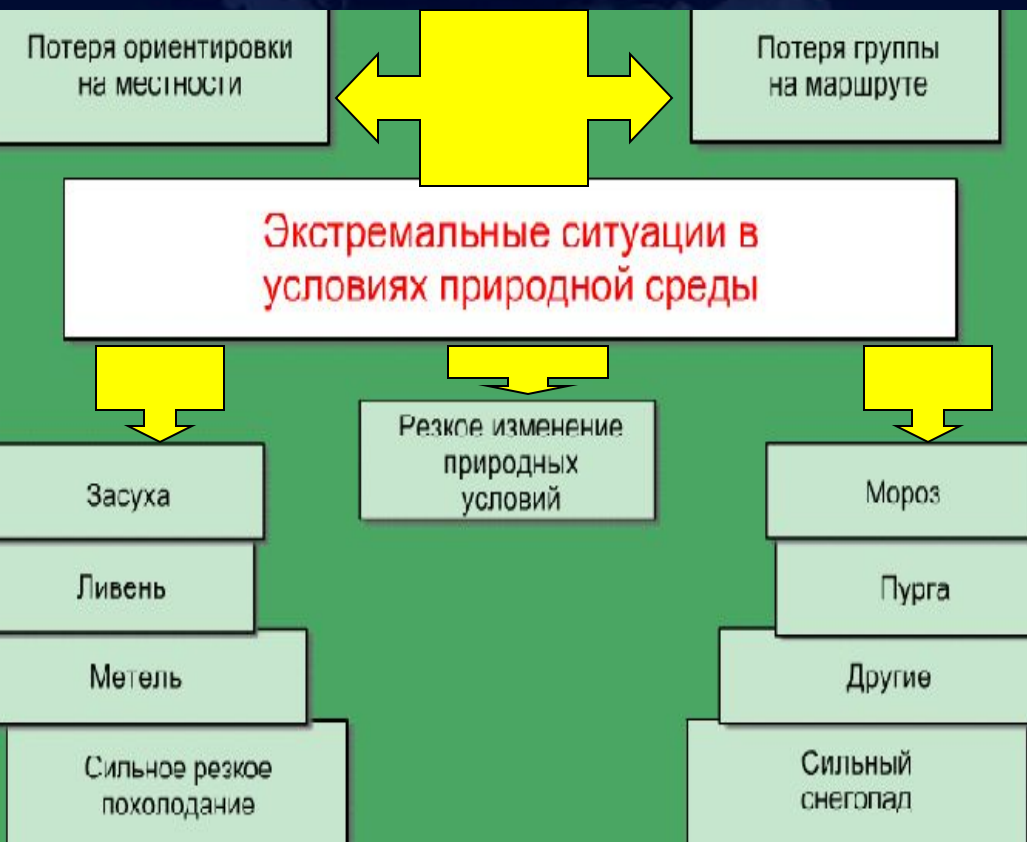 Потеря ориентировки
на местности
Потеря группы
на маршруте
Экстремальные ситуации в
условиях природной среды
Резкое изменение
природных
условий
Засуха
Ливень
Метель
Сильное резкое
похолодание
Мороз
Пурга
Другие
Сильный
снегопад